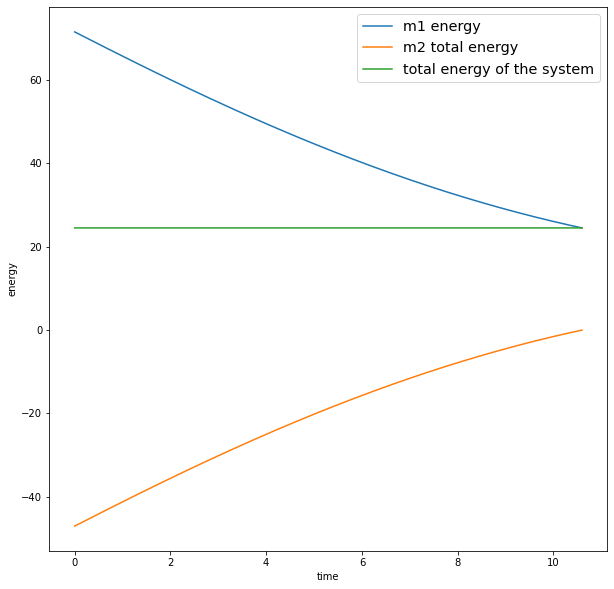 m1 energy
m2 total energy
total energy of the system
energy
60
40
20
0
−20
−40
0
2
4
6
8
10
time